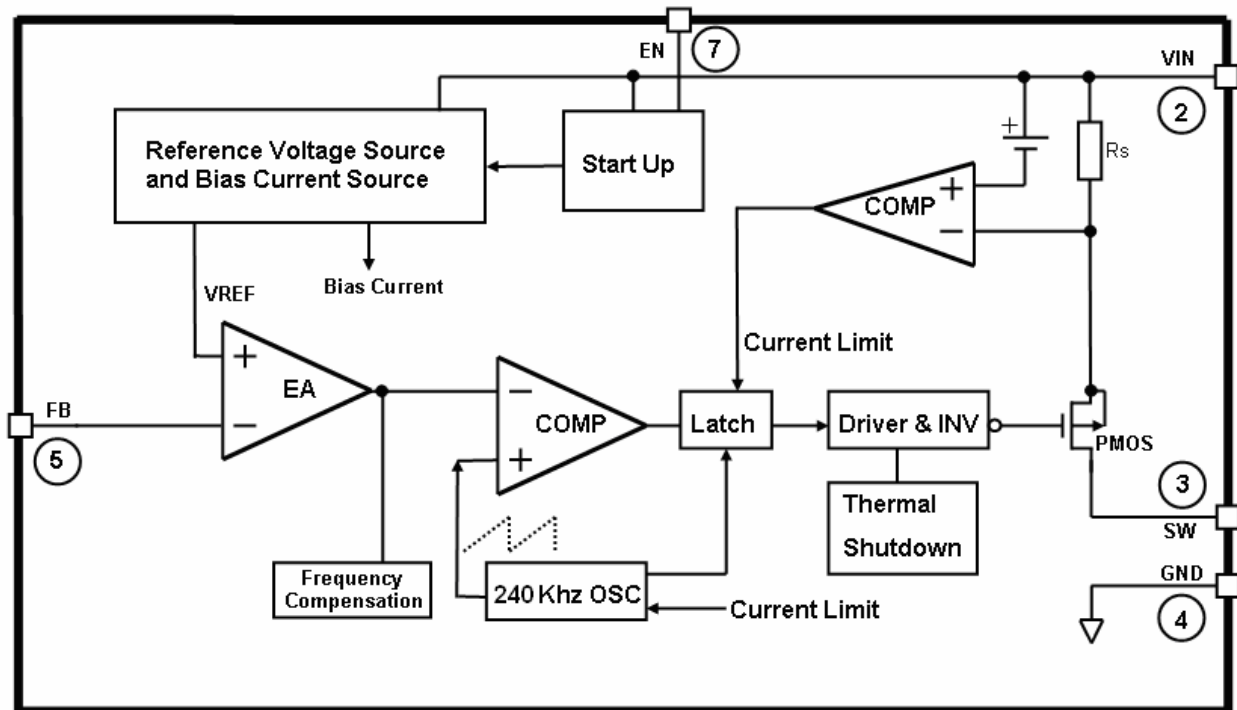 EN
7
VIN
2
Reference Voltage Source
and Bias Current Source
Start Up
+
Rs
+
COMP
−
Bias Current
VREF
Current Limit
+
EA
−
FB
5
−
COMP
+
Latch
Driver & INV
PMOS
3
SW
Thermal
Shutdown
Frequency
Compensation
240 Khz OSC
Current Limit
GND
4